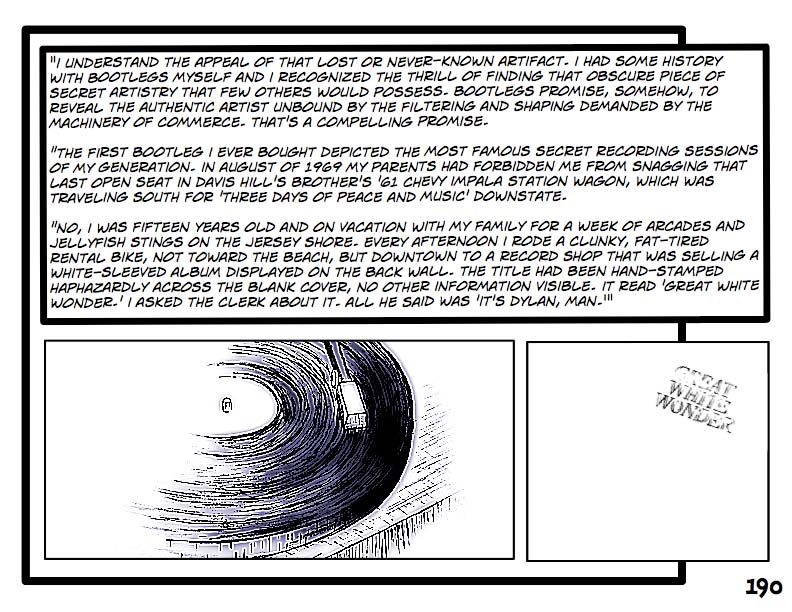 "I UNDERSTAND THE APPEAL OF THAT LOST OR NEVER-KNOWN ARTIFACT. I HAD SOME HISTORY
WITH BOOTLEGS MYSELF AND I RECOGNIZED THE THRILL OF FINDING THAT OBSCURE PIECE OF
SECRET ARTISTRY THAT FEW OTHERS WOULD POSSESS. BOOTLEGS PROMISE, SOMEHOW, TO
REVEAL THE AUTHENTIC ARTIST UNBOUND BY THE FILTERING AND SHAPING DEMANDED BY THE
MACHINERY OF COMMERCE. THAT'S A COMPELLING PROMISE.
"THE FIRST BOOTLEG I EVER BOUGHT DEPICTED THE MOST FAMOUS SECRET RECORDING SESSIONS
OF MY GENERATION. IN AUGUST OF 1969 MY PARENTS HAD FORBIDDEN ME FROM SNAGGING THAT
LAST OPEN SEAT IN DAVIS HILL'S BROTHER'S '61 CHEVY IMPALA STATION WAGON, WHICH WAS
TRAVELING SOUTH FOR 'THREE DAYS OF PEACE AND MUSIC' DOWNSTATE.
"NO, I WAS FIFTEEN YEARS OLD AND ON VACATION WITH MY FAMILY FOR A WEEK OF ARCADES AND
JELLYFISH STINGS ON THE JERSEY SHORE. EVERY AFTERNOON I RODE A CLUNKY, FAT-TIRED
RENTAL BIKE, NOT TOWARD THE BEACH, BUT DOWNTOWN TO A RECORD SHOP THAT WAS SELLING A
WHITE-SLEEVED ALBUM DISPLAYED ON THE BACK WALL. THE TITLE HAD BEEN HAND-STAMPED
HAPHAZARDLY ACROSS THE BLANK COVER, NO OTHER INFORMATION VISIBLE. IT READ 'GREAT WHITE
WONDER.' I ASKED THE CLERK ABOUT IT. ALL HE SAID WAS 'IT'S DYLAN, MAN.'"
GREAT
WHITE
WONDER
190